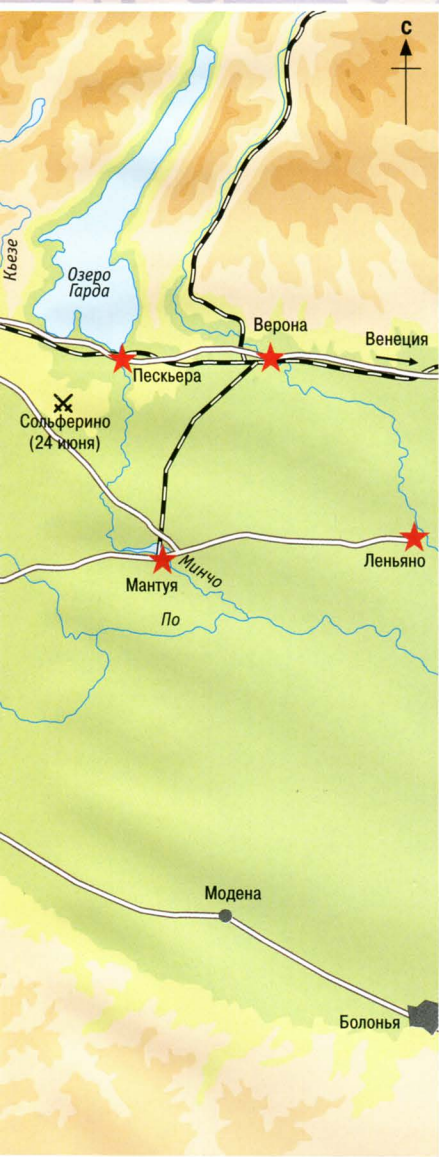 С
Кьезе
Озеро
Гарда
Верона
Венеция
Пескьера
Сольферино
(24 июня)
Леньяно
Минчо
Мантуя
По
Модена
Болонья